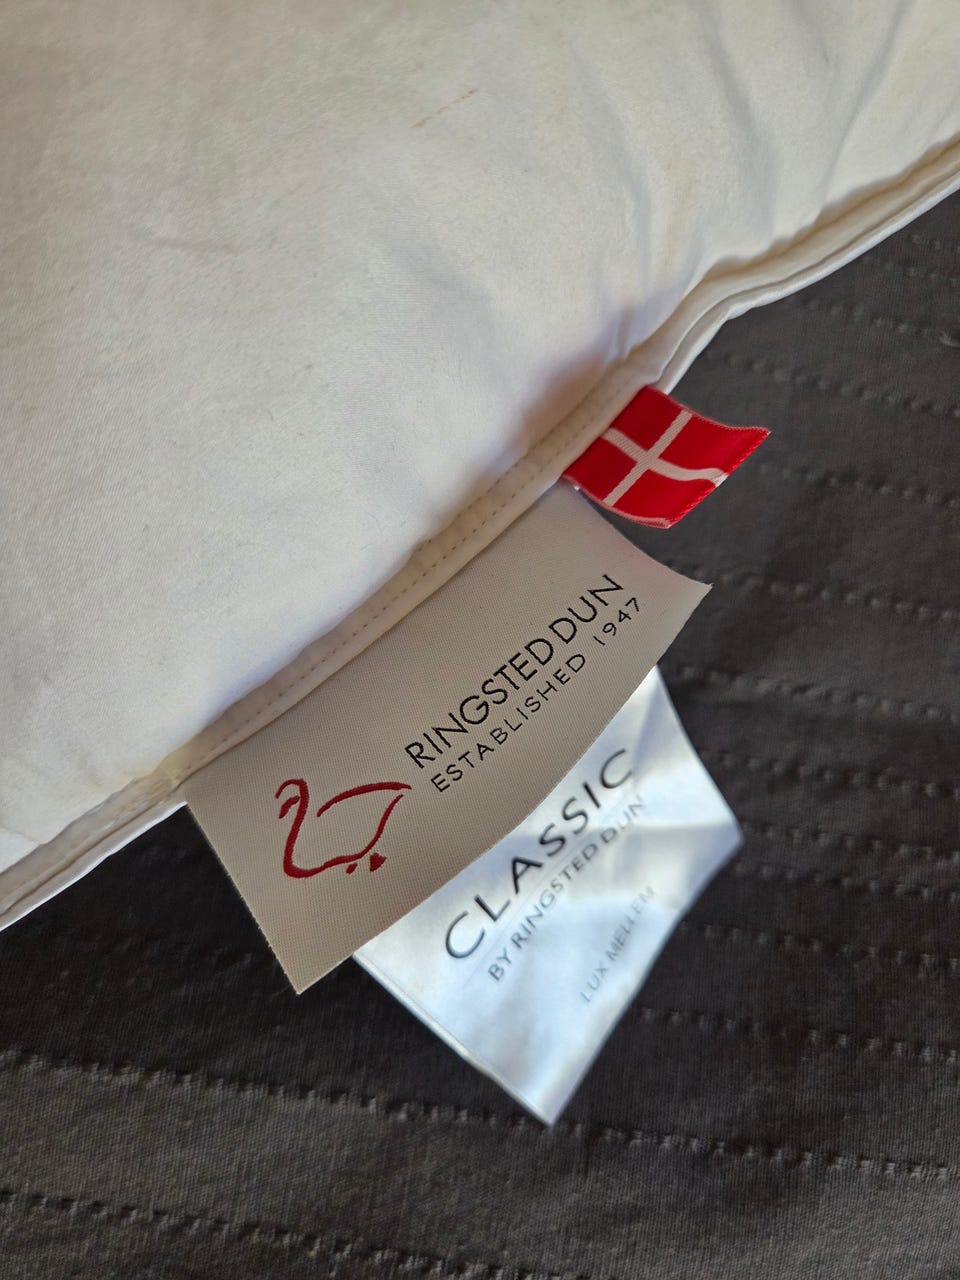 RINGSTED DUN
ESTABLISHED 1947
CLASSIC
BY RINGSTED DUN
LUX MELLEM